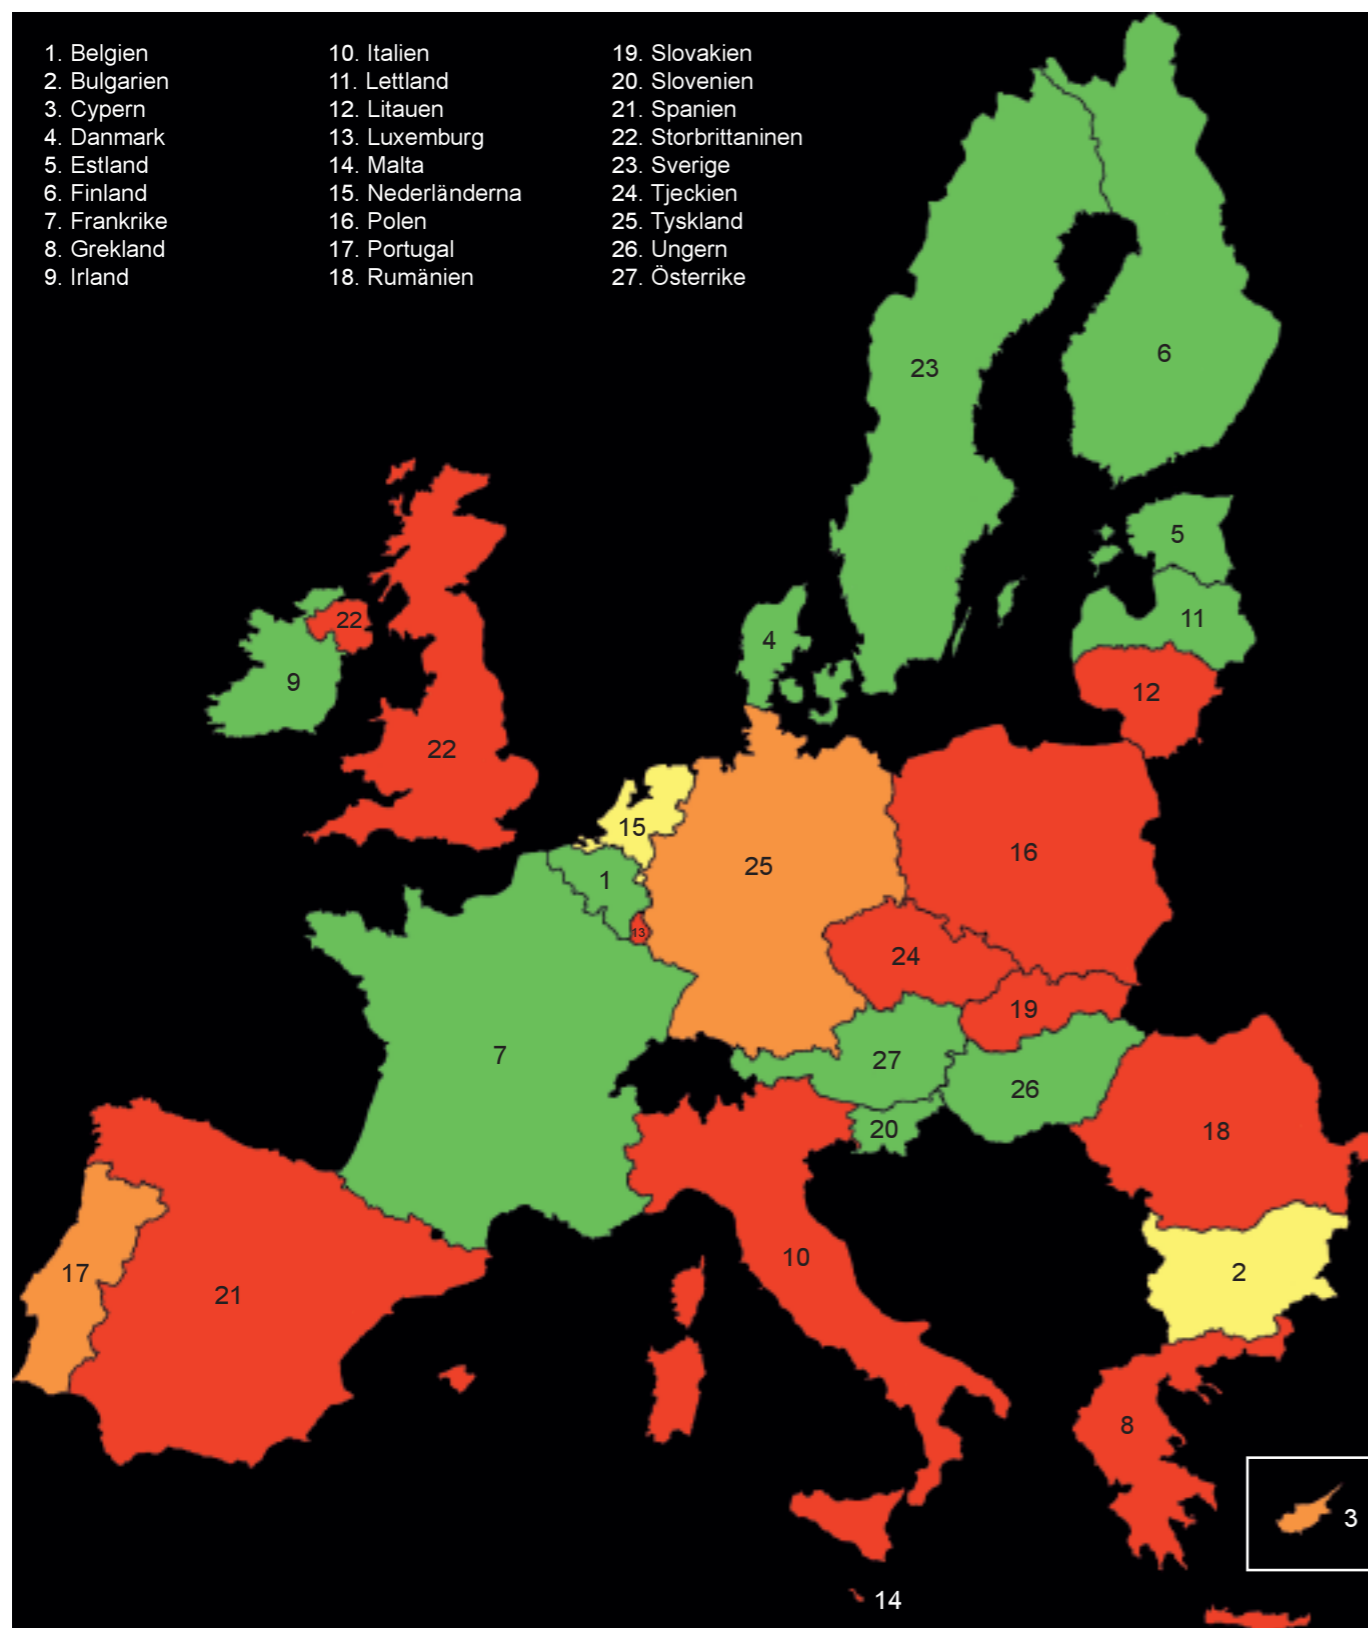 1. Belgien
2. Bulgarien
3. Cypern
4. Danmark
5. Estland
6. Finland
7. Frankrike
8. Grekland
9. Irland
10. Italien
11. Lettland
12. Litauen
13. Luxemburg
14. Malta
15. Nederländerna
16. Polen
17. Portugal
18. Rumänien
19. Slovakien
20. Slovenien
21. Spanien
22. Storbrittaninen
23. Sverige
24. Tjeckien
25. Tyskland
26. Ungern
27. Österrike
6
23
5
11
22
4
9
12
22
15
16
25
1
13
24
19
7
27
26
20
18
10
2
17
21
8
3
14